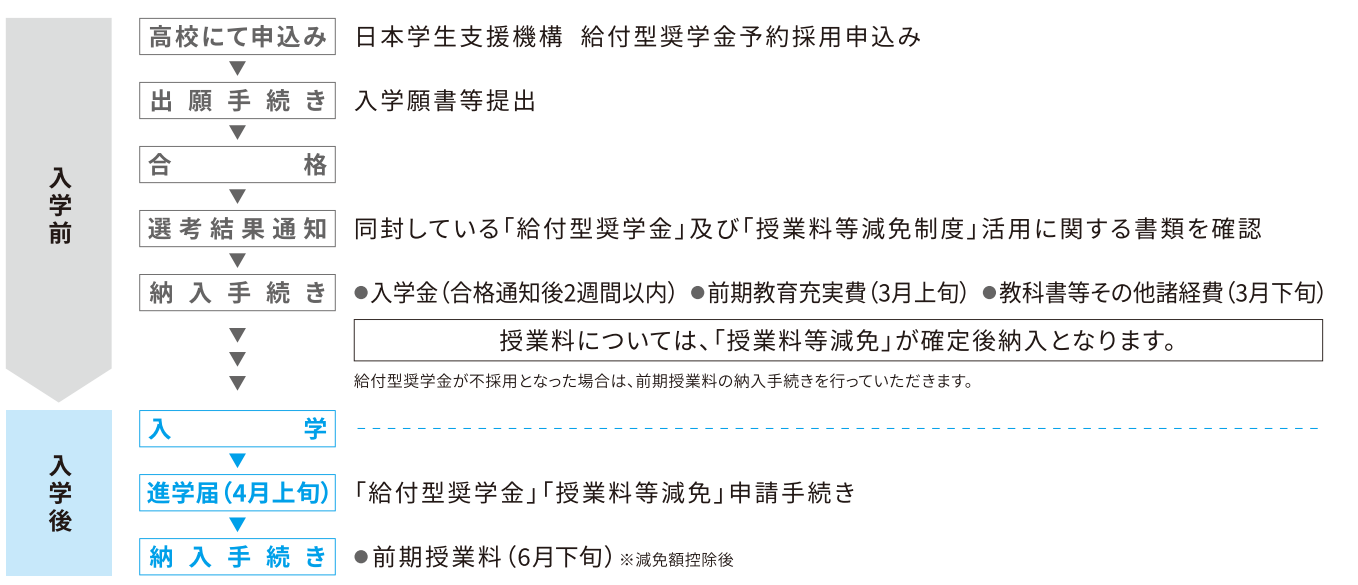 入学前
高校にて申込み 日本学生支援機構 給付型奨学金予約採用申込み
▼
出願手続き 入学願書等提出
▼
合格
▼
選考結果通知 同封している「給付型奨学金」及び「授業料等減免制度」活用に関する書類を確認
▼
納入手続き ●入学金(合格通知後2週間以内) ●前期教育充実費(3月上旬) ●教科書等その他諸経費(3月下旬)
▼
授業料については、「授業料等減免」が確定後納入となります。
▼
給付型奨学金が不採用となった場合は、前期授業料の納入手続きを行っていただきます。
▼
入学後
入学
▼
進学届(4月上旬) 「給付型奨学金」「授業料等減免」申請手続き
▼
納入手続き ●前期授業料(6月下旬) ※減免額控除後